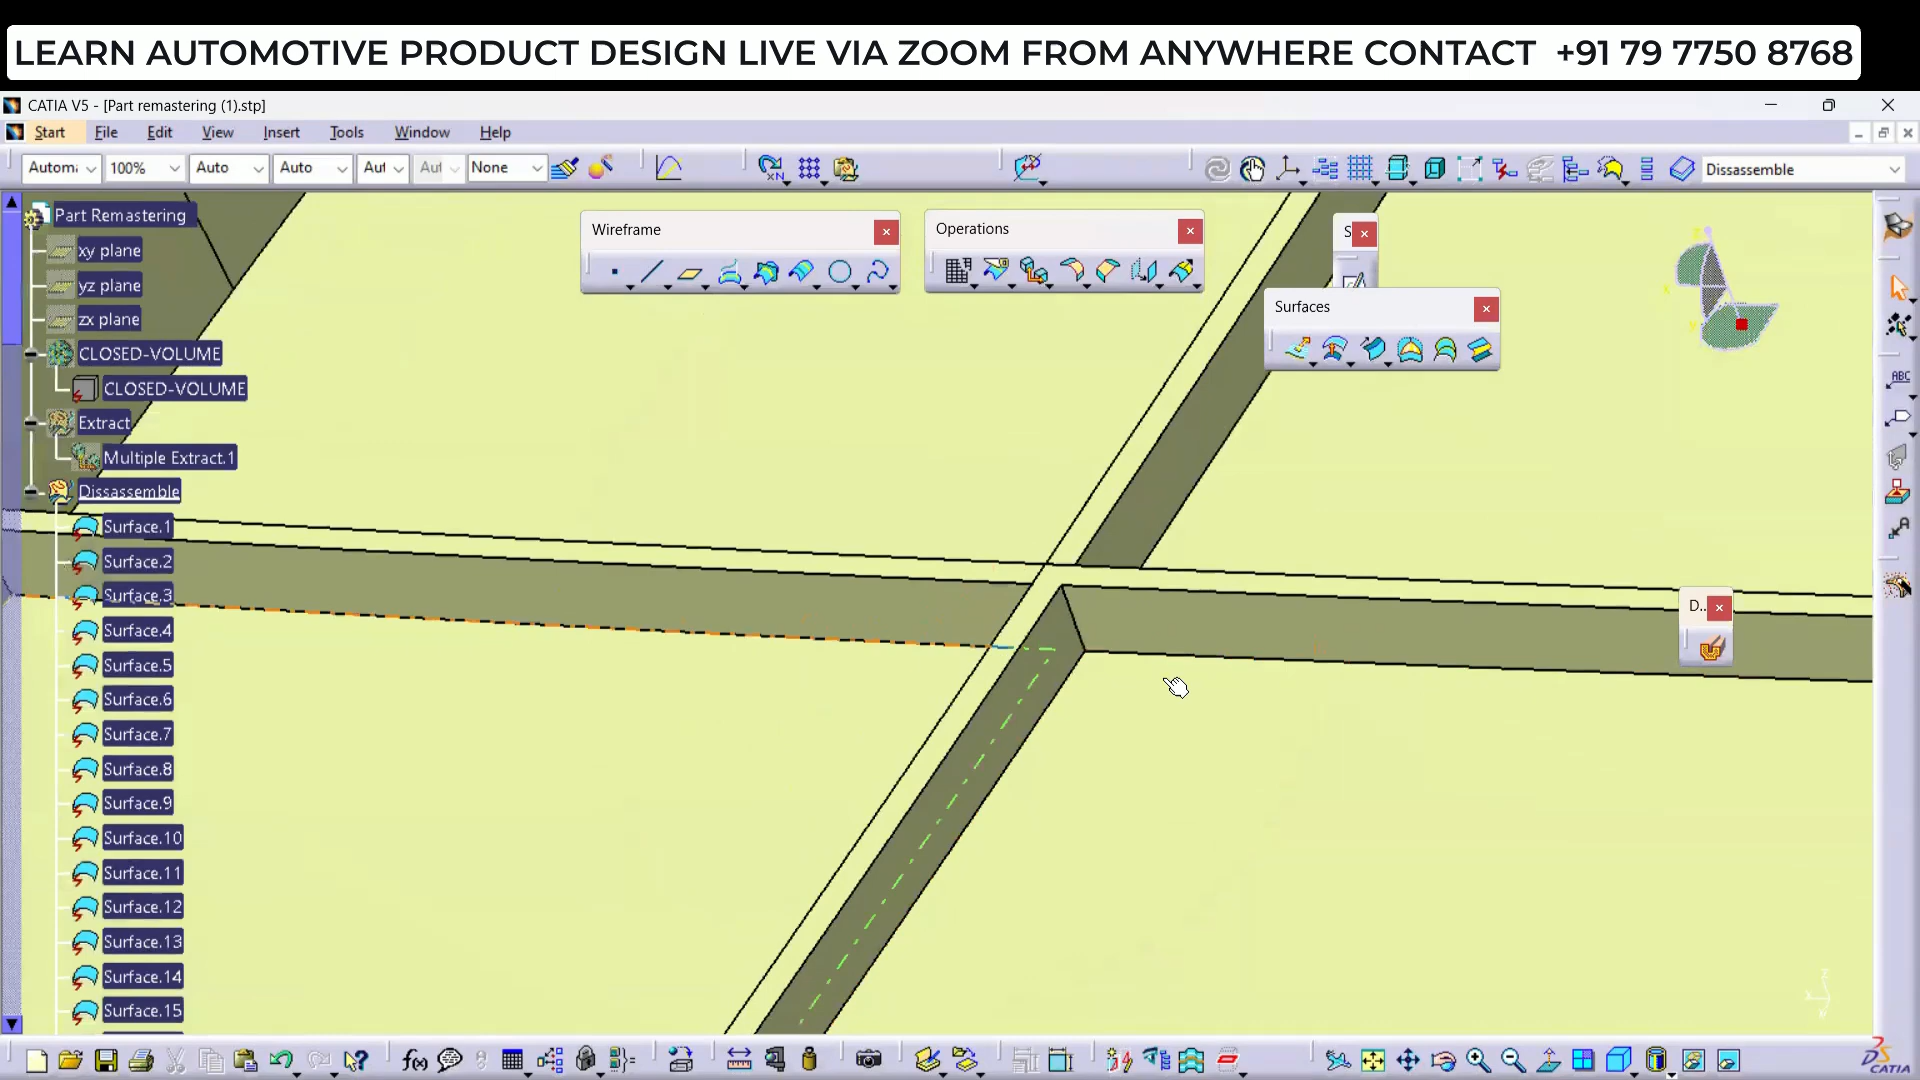 LEARN AUTOMOTIVE PRODUCT DESIGN LIVE VIA ZOOM FROM ANYWHERE CONTACT +91 79 7750 8768
CATIA V5 - [Part remastering (1).stp]
Start File Edit View Insert Tools Window Help
Automa 100% Auto Auto Aut Aut None Dissassemble
Part Remastering
xy plane
yz plane
zx plane
CLOSED-VOLUME
CLOSED-VOLUME
Extract
Multiple Extract.1
Dissassemble
Surface.1
Surface.2
Surface.3
Surface.4
Surface.5
Surface.6
Surface.7
Surface.8
Surface.9
Surface.10
Surface.11
Surface.12
Surface.13
Surface.14
Surface.15
Wireframe
Operations
S
Surfaces
D..
ABC
f(x)
CATIA